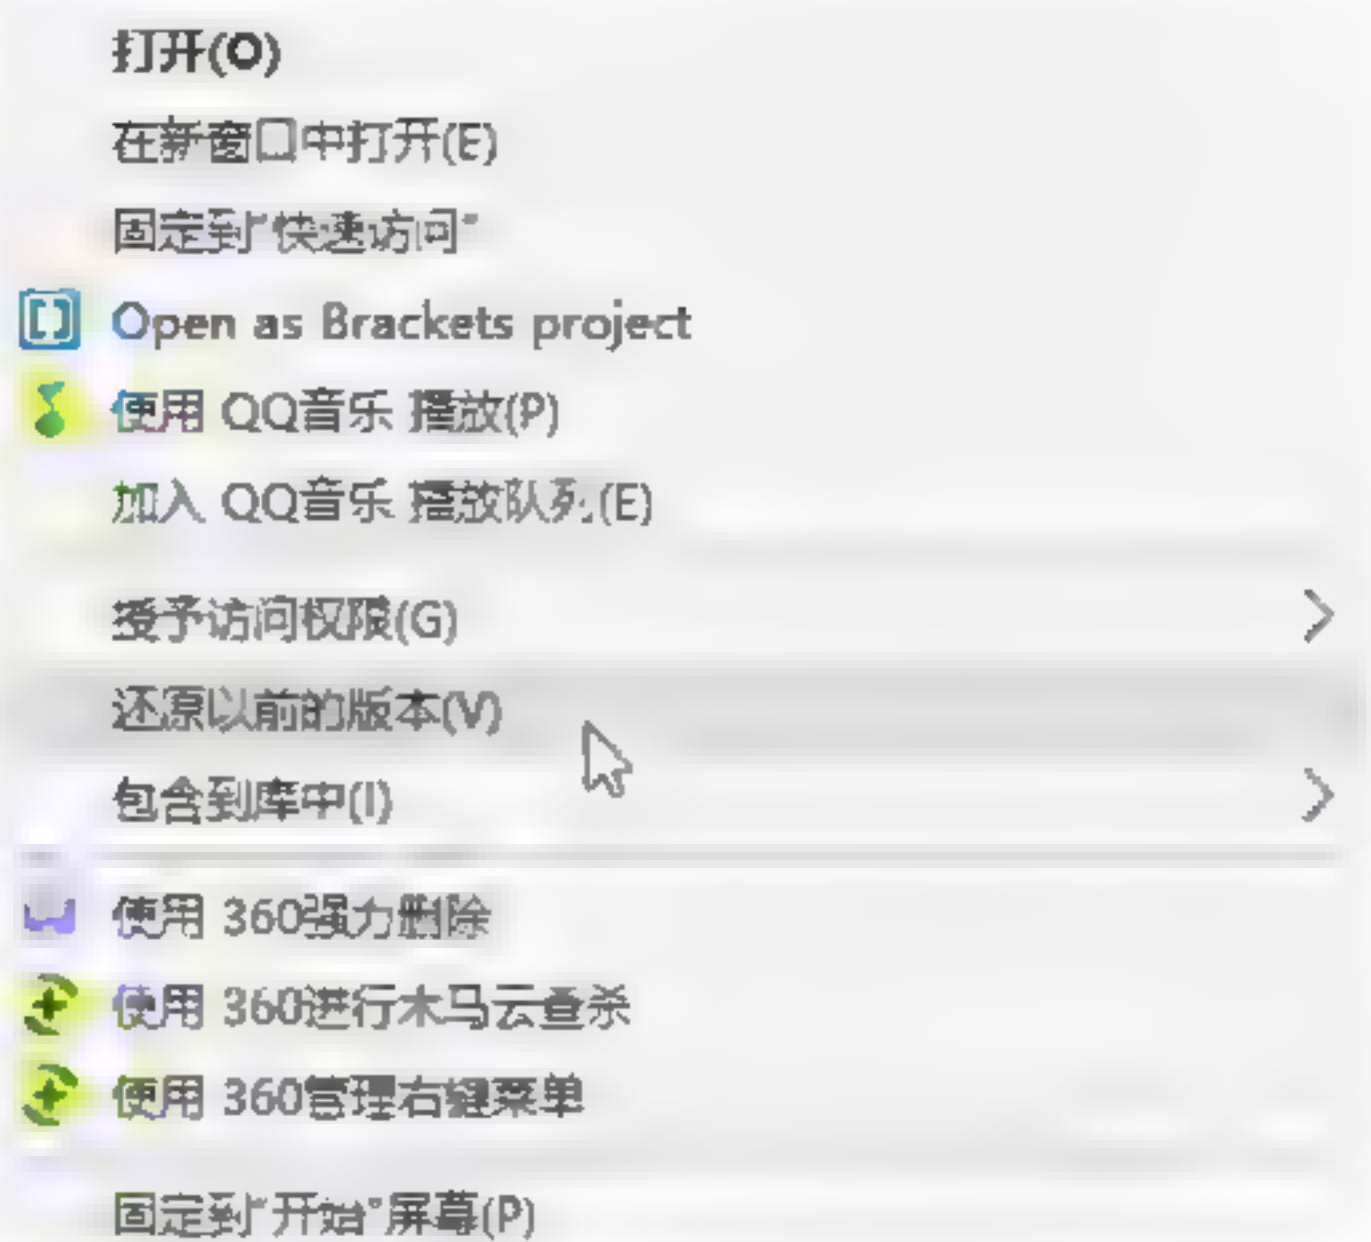 打开(O)
在新窗口中打开(E)
固定到"快速访问"
Open as Brackets project
使用 QQ音乐 播放(P)
加入 QQ音乐 播放队列(E)
授予访问权限(G)
还原以前的版本(V)
包含到库中(I)
使用 360强力删除
使用 360进行木马云查杀
使用 360管理右键菜单
固定到"开始"屏幕(P)